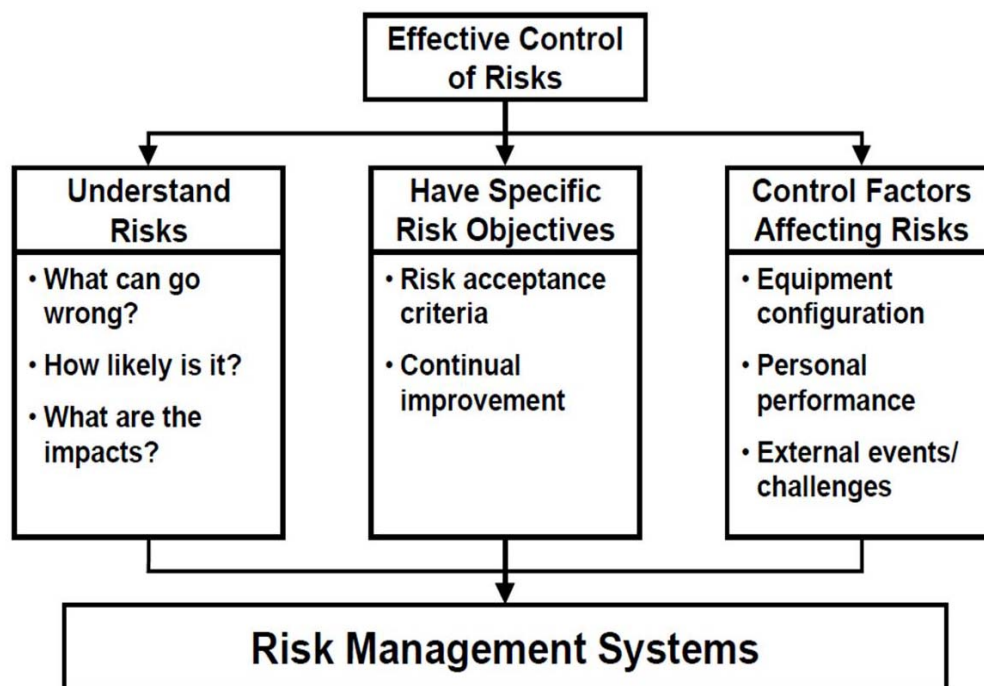 Effective Control
of Risks
Understand
Risks
• What can go
wrong?
• How likely is it?
• What are the
impacts?
Have Specific
Risk Objectives
• Risk acceptance
criteria
• Continual
improvement
Control Factors
Affecting Risks
• Equipment
configuration
• Personal
performance
• External events/
challenges
Risk Management Systems